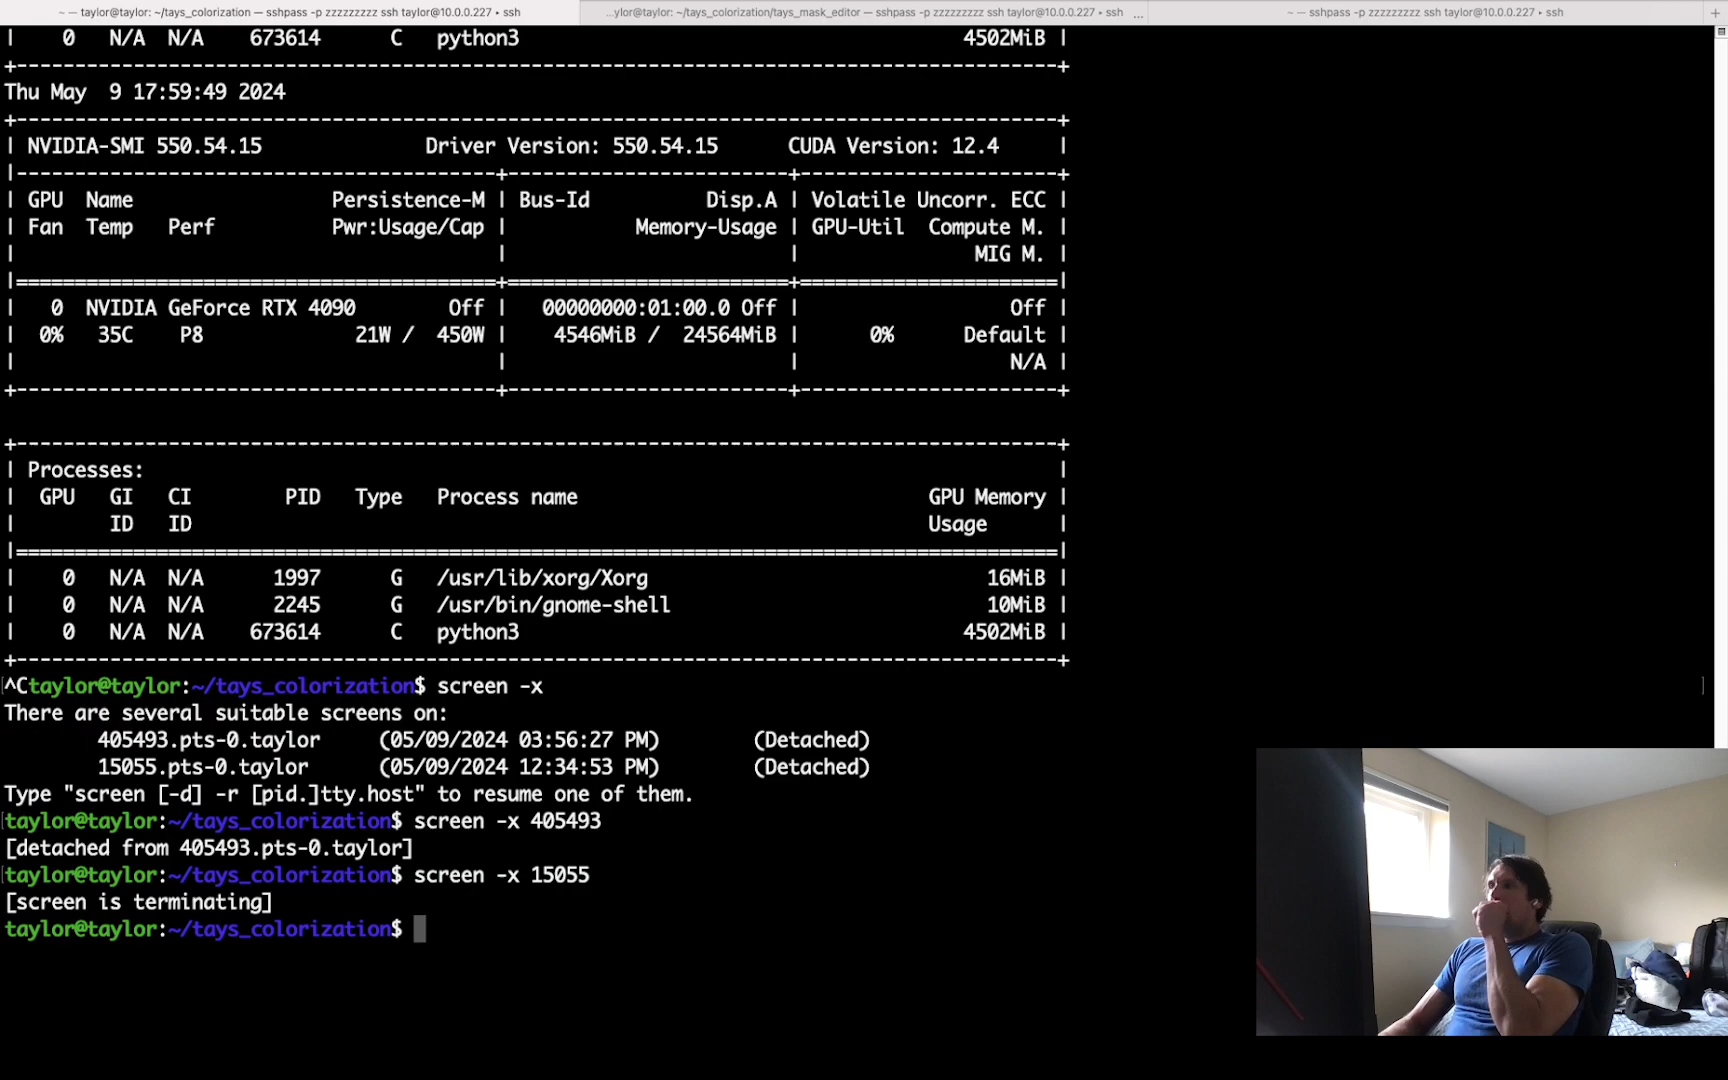 ~ — taylor@taylor: ~/tays_colorization — sshpass -p zzzzzzzzz ssh taylor@10.0.0.227 • ssh
...ylor@taylor: ~/tays_colorization/tays_mask_editor — sshpass -p zzzzzzzzz ssh taylor@10.0.0.227 • ssh ...
~ — sshpass -p zzzzzzzzz ssh taylor@10.0.0.227 • ssh +
| 0 N/A N/A 673614 C python3 4502MiB |
+-----------------------------------------------------------------------------------------+
Thu May  9 17:59:49 2024
+-----------------------------------------------------------------------------------------+
| NVIDIA-SMI 550.54.15 Driver Version: 550.54.15 CUDA Version: 12.4 |
|-----------------------------------------+------------------------+----------------------+
| GPU Name Persistence-M | Bus-Id Disp.A | Volatile Uncorr. ECC |
| Fan Temp Perf Pwr:Usage/Cap | Memory-Usage | GPU-Util Compute M. |
| | | MIG M. |
|=========================================+========================+======================|
| 0 NVIDIA GeForce RTX 4090 Off | 00000000:01:00.0 Off | Off |
| 0% 35C P8 21W / 450W | 4546MiB / 24564MiB | 0% Default |
| | | N/A |
+-----------------------------------------+------------------------+----------------------+
+-----------------------------------------------------------------------------------------+
| Processes: |
| GPU GI CI PID Type Process name GPU Memory |
| ID ID Usage |
|=========================================================================================|
| 0 N/A N/A 1997 G /usr/lib/xorg/Xorg 16MiB |
| 0 N/A N/A 2245 G /usr/bin/gnome-shell 10MiB |
| 0 N/A N/A 673614 C python3 4502MiB |
+-----------------------------------------------------------------------------------------+
^Ctaylor@taylor:~/tays_colorization$ screen -x
There are several suitable screens on:
405493.pts-0.taylor (05/09/2024 03:56:27 PM) (Detached)
15055.pts-0.taylor (05/09/2024 12:34:53 PM) (Detached)
Type "screen [-d] -r [pid.]tty.host" to resume one of them.
taylor@taylor:~/tays_colorization$ screen -x 405493
[detached from 405493.pts-0.taylor]
taylor@taylor:~/tays_colorization$ screen -x 15055
[screen is terminating]
taylor@taylor:~/tays_colorization$